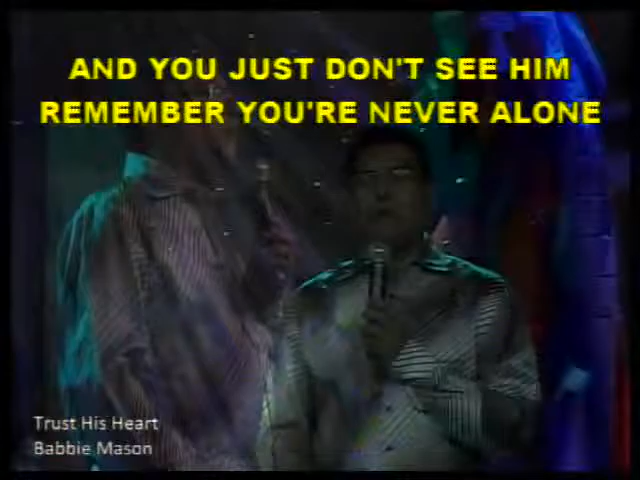 AND YOU JUST DON'T SEE HIM
REMEMBER YOU'RE NEVER ALONE
Trust His Heart
Babbie Mason